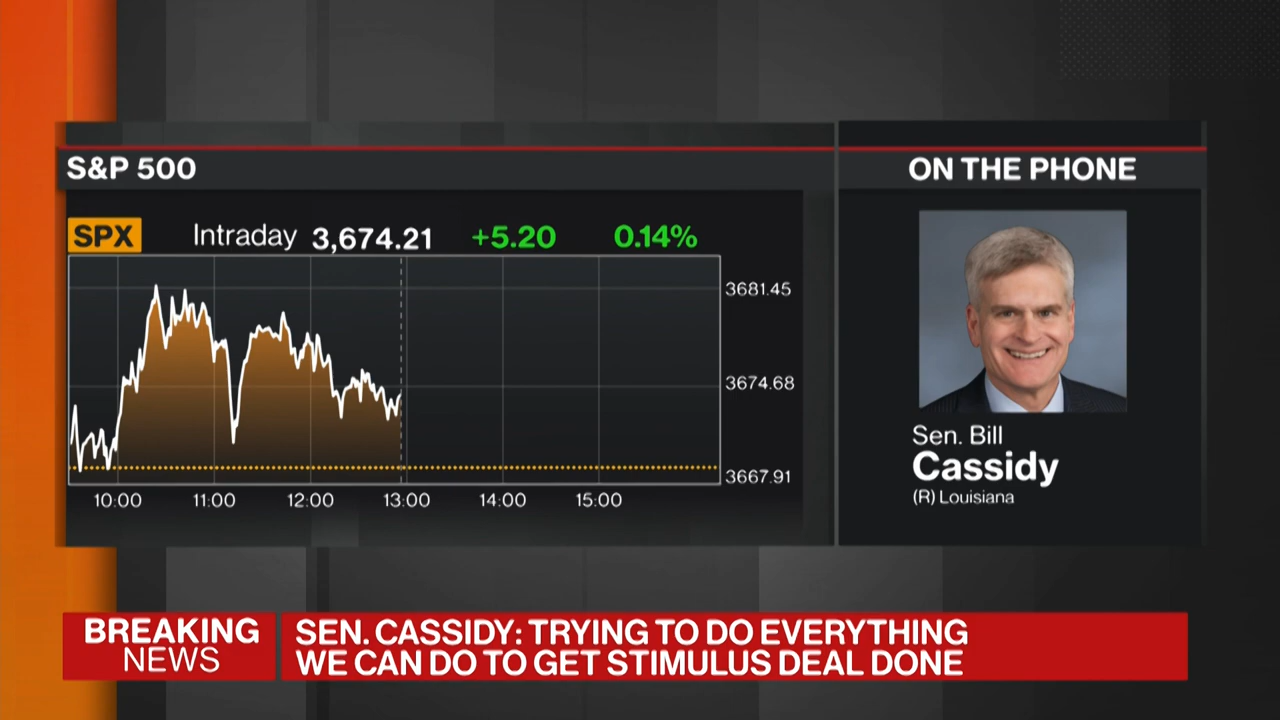 S&P 500
SPX Intraday 3,674.21 +5.20 0.14%
3681.45
3674.68
3667.91
10:00 11:00 12:00 13:00 14:00 15:00
ON THE PHONE
Sen. Bill
Cassidy
(R) Louisiana
BREAKING
NEWS
SEN. CASSIDY: TRYING TO DO EVERYTHING
WE CAN DO TO GET STIMULUS DEAL DONE